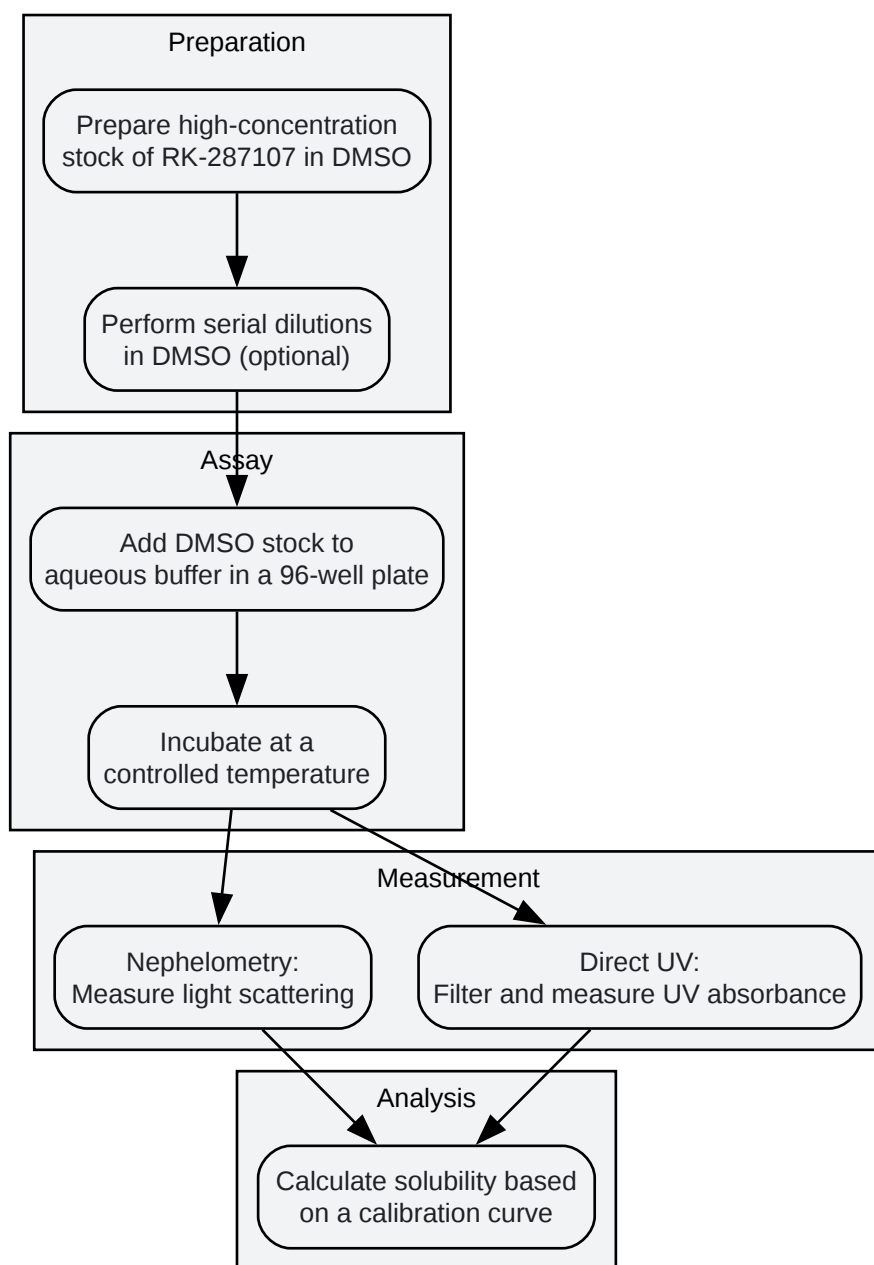 Preparation
Prepare high-concentration
stock of RK-287107 in DMSO
Perform serial dilutions
in DMSO (optional)
Assay
Add DMSO stock to
aqueous buffer in a 96-well plate
Incubate at a
controlled temperature
Measurement
Nephelometry:
Measure light scattering
Direct UV:
Filter and measure UV absorbance
Analysis
Calculate solubility based
on a calibration curve